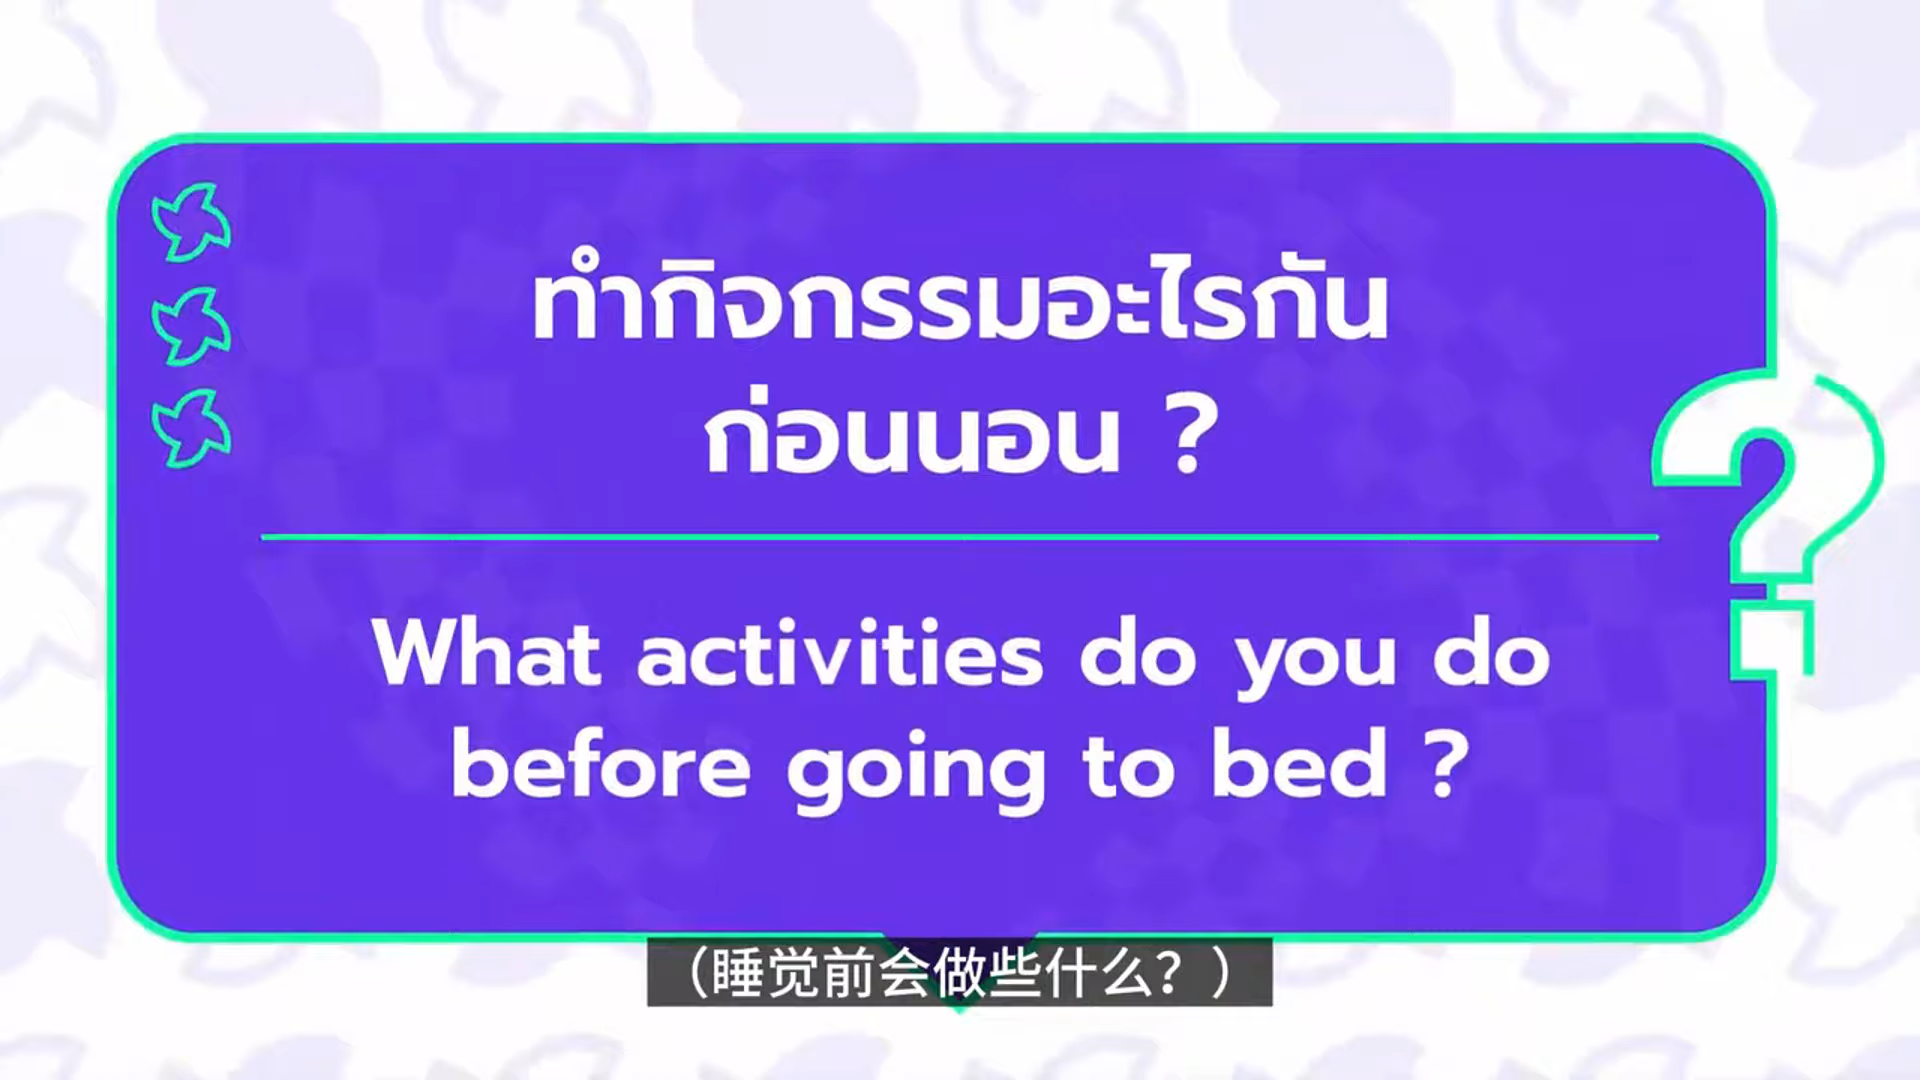 ทำกิจกรรมอะไรกัน
ก่อนนอน ?
What activities do you do
before going to bed ?
（睡觉前会做些什么？）